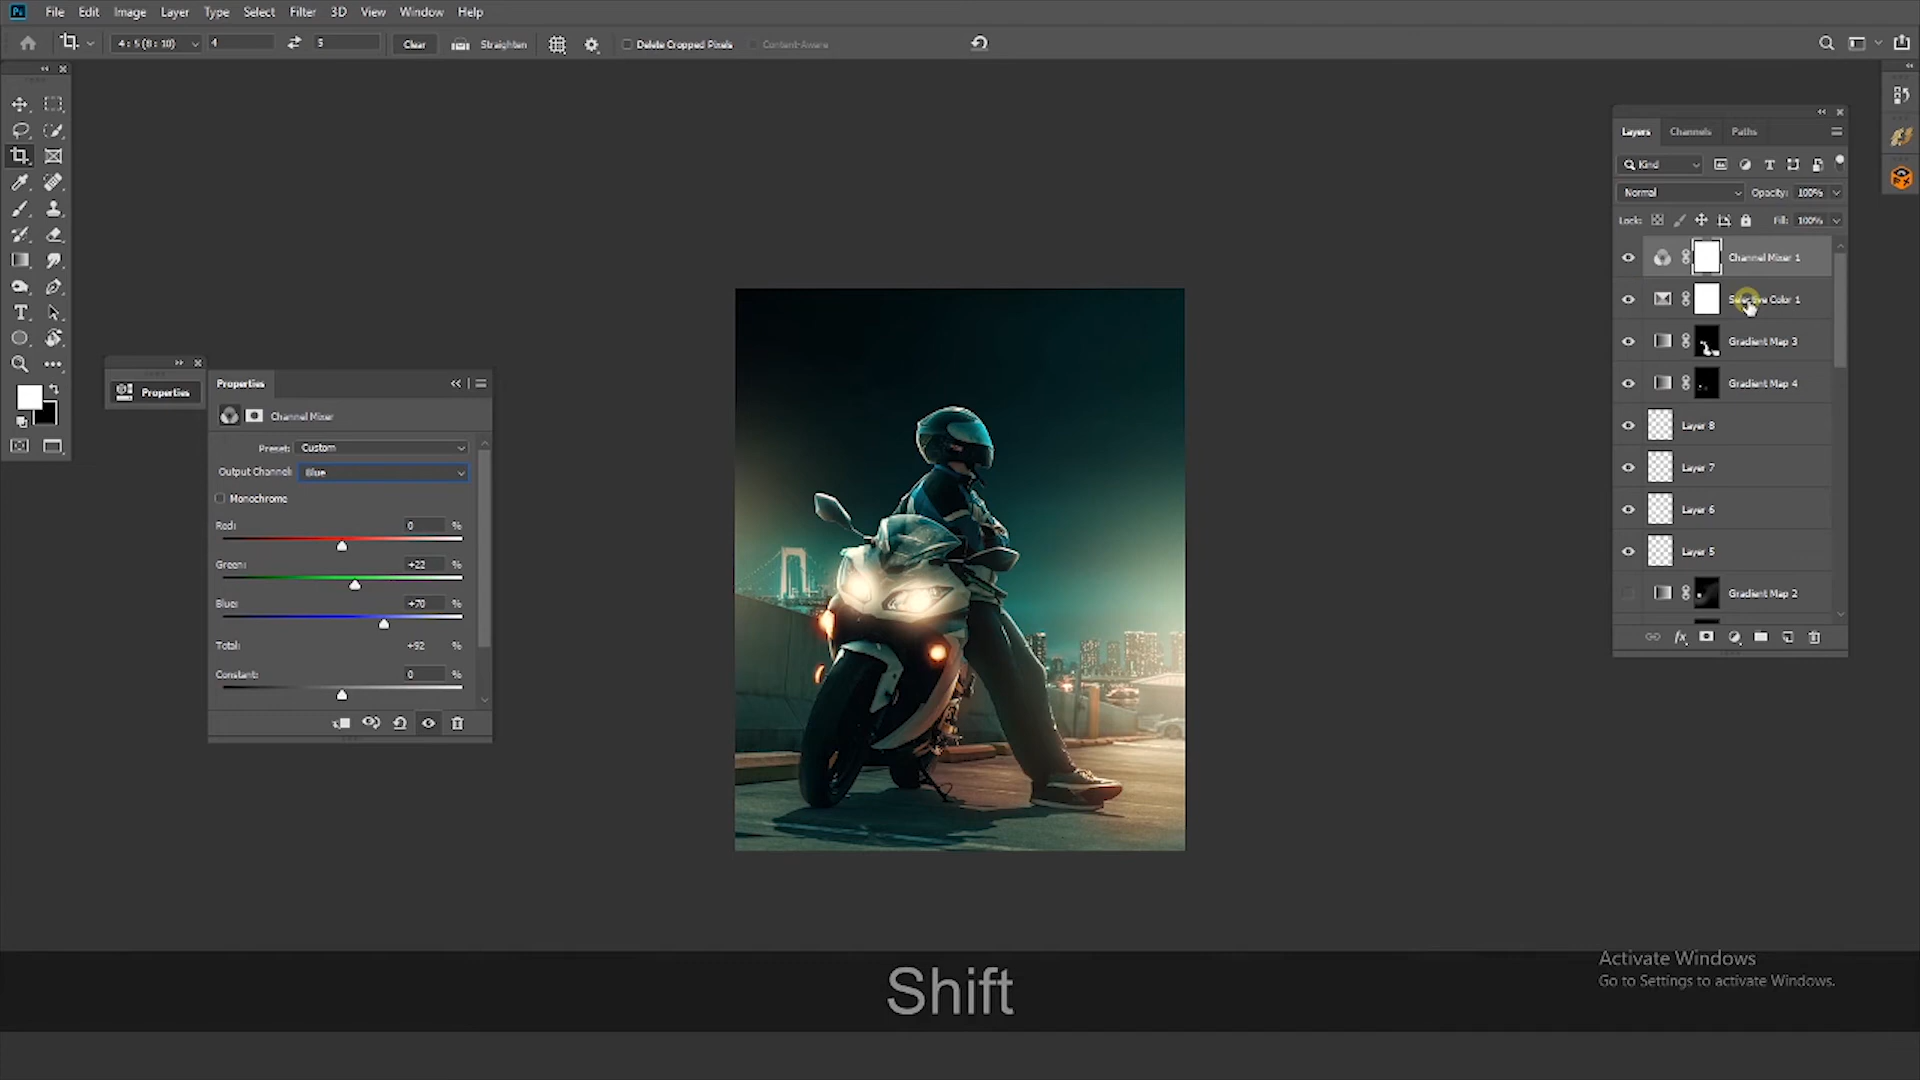 Ps File Edit Image Layer Type Select Filter 3D View Window Help
4 : 5 (8 : 10) 4 5 Clear Straighten Delete Cropped Pixels Content-Aware
Properties
Properties
Channel Mixer
Preset: Custom
Output Channel: Blue
Monochrome
Red: 0 %
Green: +22 %
Blue: +70 %
Total: +92 %
Constant: 0 %
Layers Channels Paths
Kind
Normal Opacity: 100%
Lock: Fill: 100%
Channel Mixer 1
Selective Color 1
Gradient Map 3
Gradient Map 4
Layer 8
Layer 7
Layer 6
Layer 5
Gradient Map 2
fx
Shift
Activate Windows
Go to Settings to activate Windows.